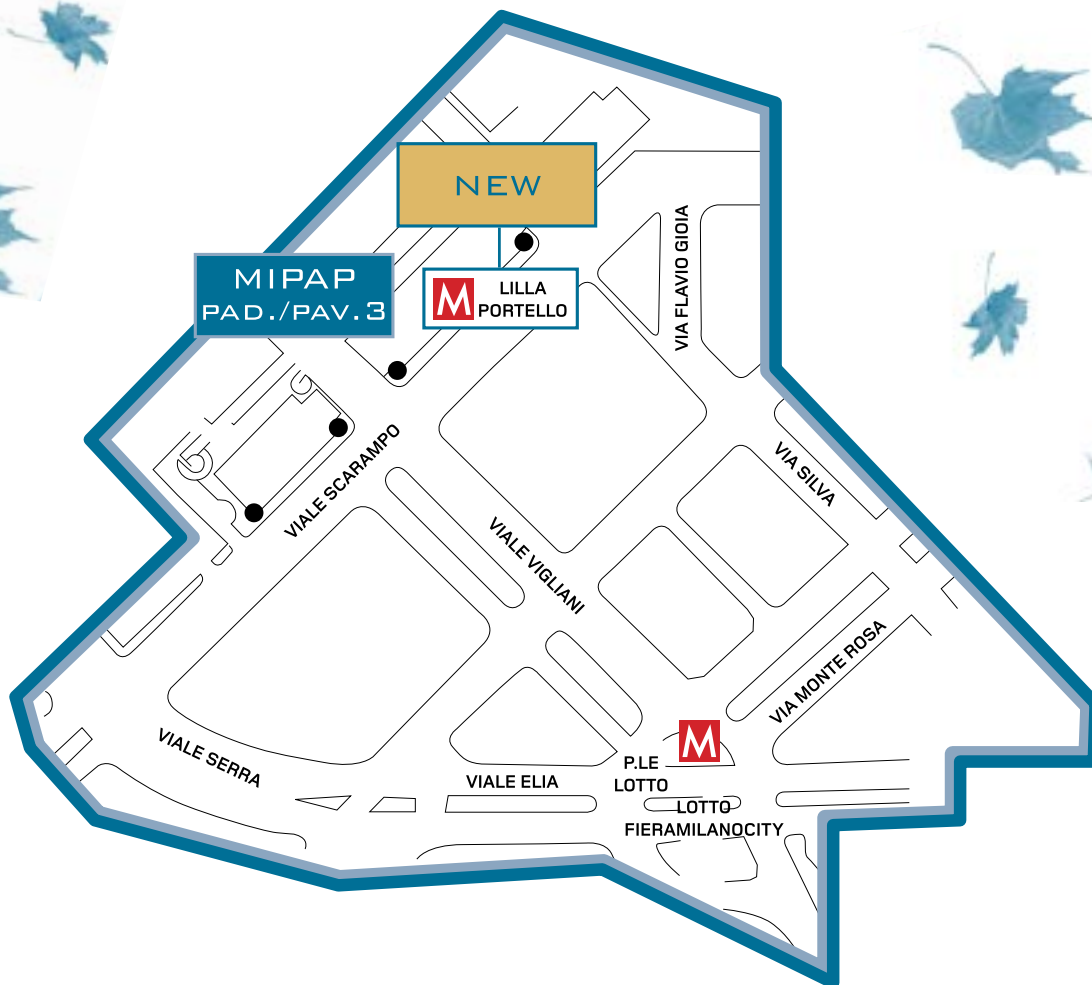 NEW
VIA FLAVIO GIOIA
MIPAP
PAD./PAV.3
M
LILLA
PORTELLO
VIALE SCARAMPO
VIA SILVA
VIALE VIGLIANI
VIA MONTE ROSA
VIALE SERRA
M
P.LE
LOTTO
VIALE ELIA
LOTTO
FIERAMILANOCITY